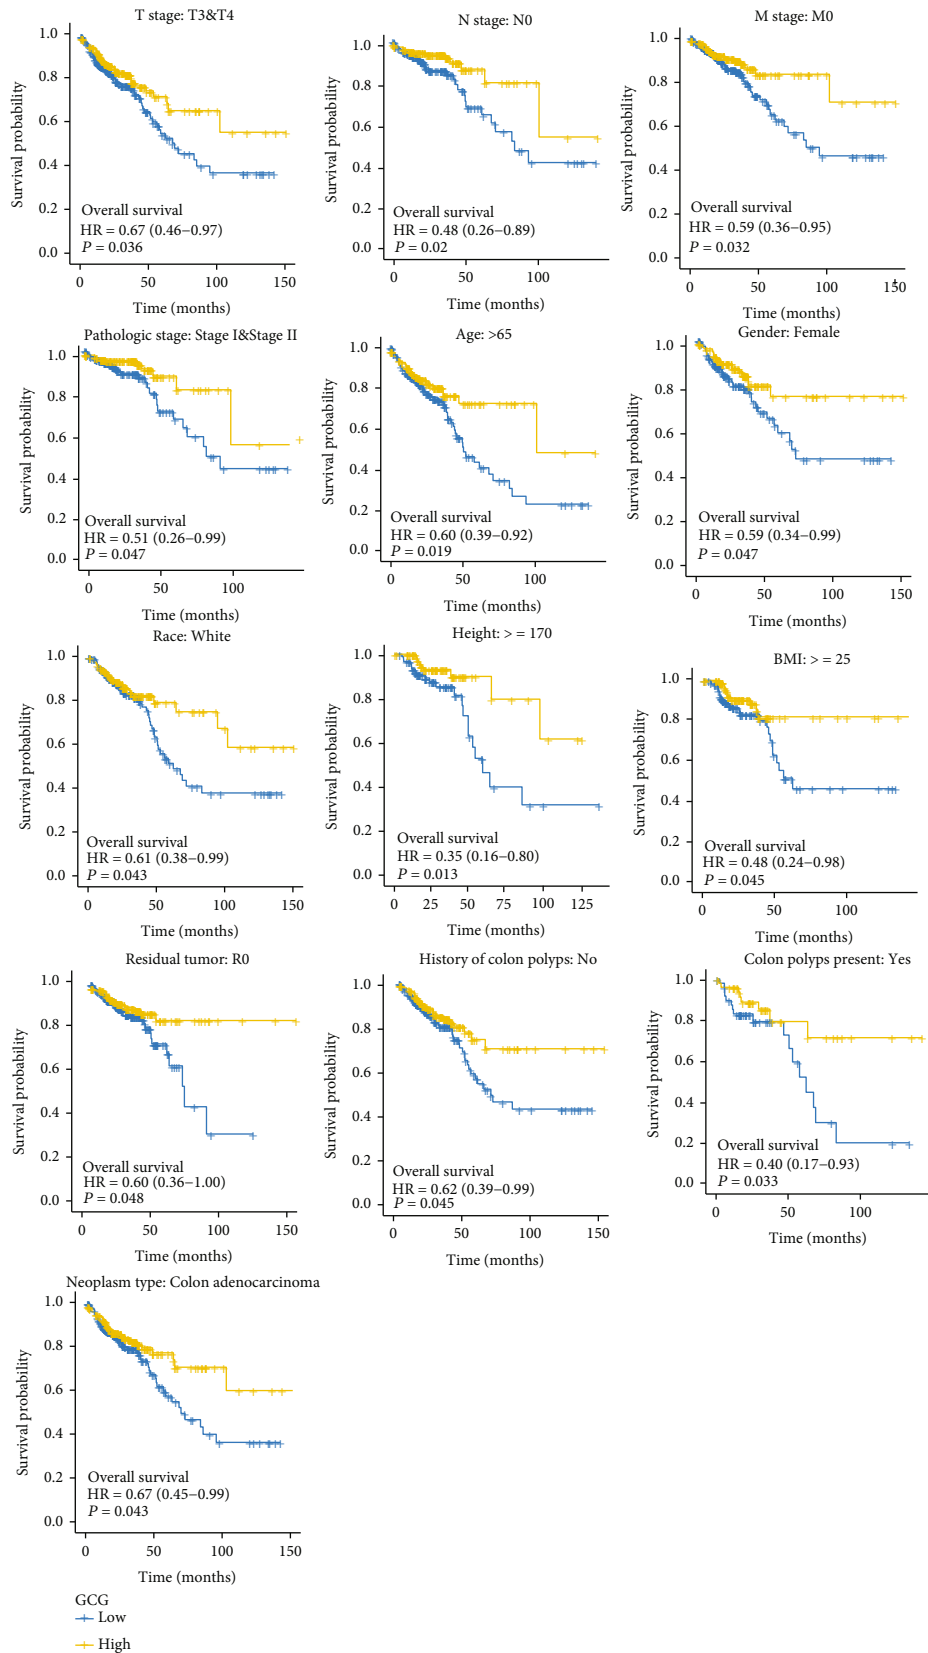 T stage: T3&T4
1.0
0.8
0.6
0.4
0.2
0.0
Survival probability
Overall survival
HR = 0.67 (0.46–0.97)
P = 0.036
0 50 100 150
Time (months)
N stage: N0
1.0
0.8
0.6
0.4
0.2
0.0
Survival probability
Overall survival
HR = 0.48 (0.26–0.89)
P = 0.02
0 50 100
Time (months)
M stage: M0
1.0
0.8
0.6
0.4
0.2
0.0
Survival probability
Overall survival
HR = 0.59 (0.36–0.95)
P = 0.032
0 50 100 150
Time (months)
Pathologic stage: Stage I&Stage II
1.0
0.8
0.6
0.4
0.2
0.0
Survival probability
Overall survival
HR = 0.51 (0.26–0.99)
P = 0.047
0 50 100
Time (months)
Age: >65
1.0
0.8
0.6
0.4
0.2
0.0
Survival probability
Overall survival
HR = 0.60 (0.39–0.92)
P = 0.019
0 50 100
Time (months)
Gender: Female
1.0
0.8
0.6
0.4
0.2
0.0
Survival probability
Overall survival
HR = 0.59 (0.34–0.99)
P = 0.047
0 50 100 150
Time (months)
Race: White
1.0
0.8
0.6
0.4
0.2
0.0
Survival probability
Overall survival
HR = 0.61 (0.38–0.99)
P = 0.043
0 50 100 150
Time (months)
Height: > = 170
1.0
0.8
0.6
0.4
0.2
0.0
Survival probability
Overall survival
HR = 0.35 (0.16–0.80)
P = 0.013
0 25 50 75 100 125
Time (months)
BMI: > = 25
1.0
0.8
0.6
0.4
0.2
0.0
Survival probability
Overall survival
HR = 0.48 (0.24–0.98)
P = 0.045
0 50 100
Time (months)
Residual tumor: R0
1.0
0.8
0.6
0.4
0.2
0.0
Survival probability
Overall survival
HR = 0.60 (0.36–1.00)
P = 0.048
0 50 100 150
Time (months)
History of colon polyps: No
1.0
0.8
0.6
0.4
0.2
0.0
Survival probability
Overall survival
HR = 0.62 (0.39–0.99)
P = 0.045
0 50 100 150
Time (months)
Colon polyps present: Yes
1.0
0.8
0.6
0.4
0.2
0.0
Survival probability
Overall survival
HR = 0.40 (0.17–0.93)
P = 0.033
0 50 100
Time (months)
Neoplasm type: Colon adenocarcinoma
1.0
0.8
0.6
0.4
0.2
0.0
Survival probability
Overall survival
HR = 0.67 (0.45–0.99)
P = 0.043
0 50 100 150
Time (months)
GCG
Low
High